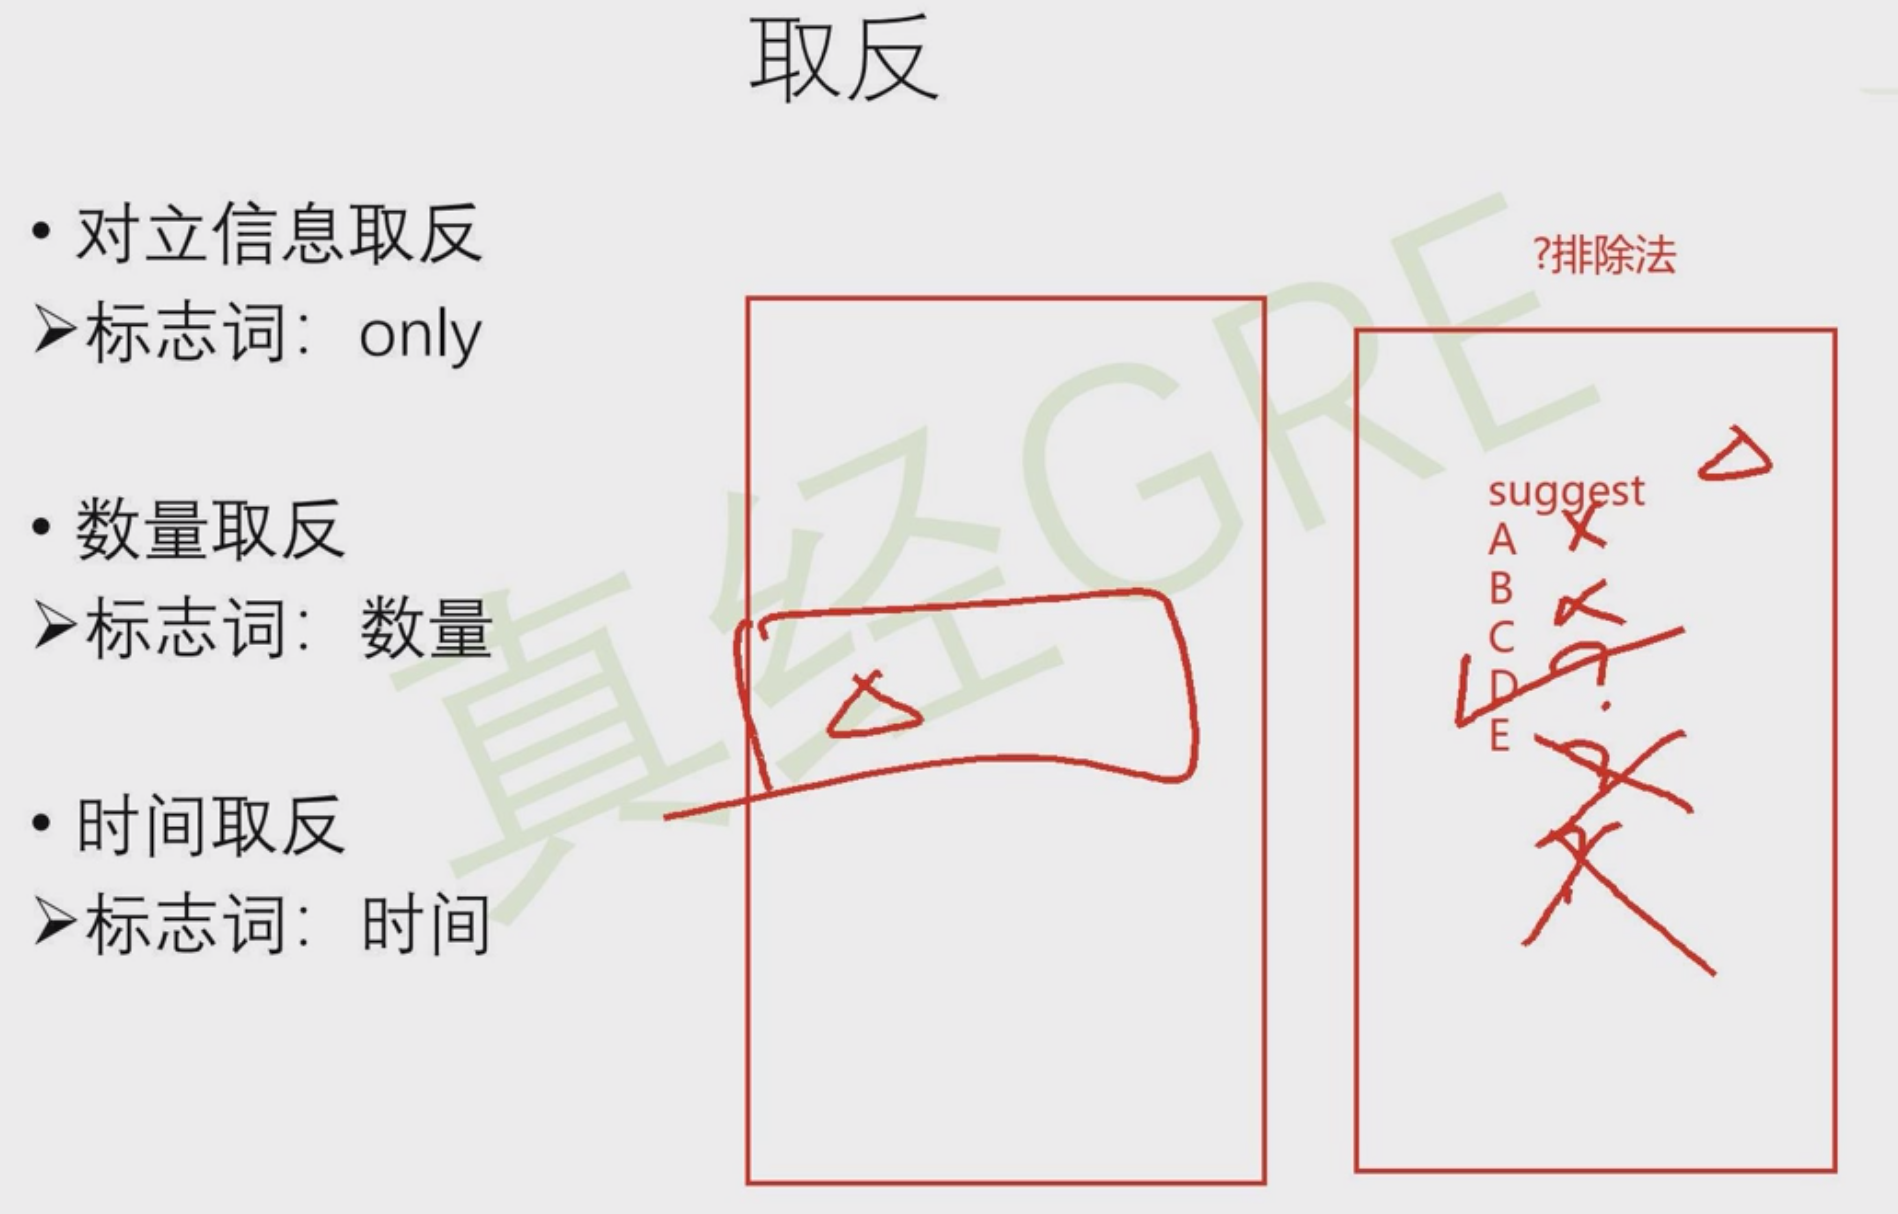 取反
• 对立信息取反
➢标志词：only
• 数量取反
➢标志词：数量
• 时间取反
➢标志词：时间
?排除法
suggest
A
B
C
D
E
真经GRE